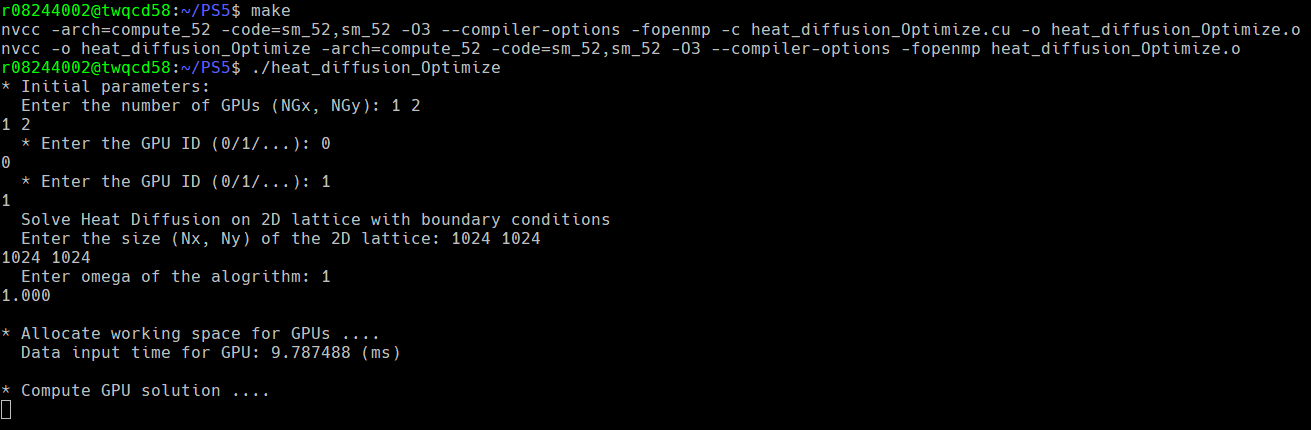 r08244002@twqcd58:~/PS5$ make
nvcc -arch=compute_52 -code=sm_52,sm_52 -O3 --compiler-options -fopenmp -c heat_diffusion_Optimize.cu -o heat_diffusion_Optimize.o
nvcc -o heat_diffusion_Optimize -arch=compute_52 -code=sm_52,sm_52 -O3 --compiler-options -fopenmp heat_diffusion_Optimize.o
r08244002@twqcd58:~/PS5$ ./heat_diffusion_Optimize
* Initial parameters:
  Enter the number of GPUs (NGx, NGy): 1 2
1 2
  * Enter the GPU ID (0/1/...): 0
0
  * Enter the GPU ID (0/1/...): 1
1
  Solve Heat Diffusion on 2D lattice with boundary conditions
  Enter the size (Nx, Ny) of the 2D lattice: 1024 1024
1024 1024
  Enter omega of the alogrithm: 1
1.000

* Allocate working space for GPUs ....
  Data input time for GPU: 9.787488 (ms)

* Compute GPU solution ....